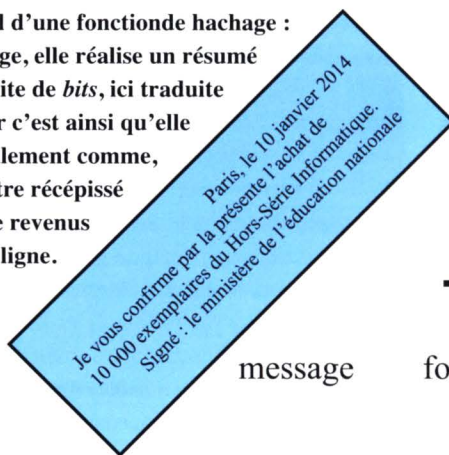 d'une fonctionde hachage :
ge, elle réalise un résumé
ite de bits, ici traduite
r c'est ainsi qu'elle
lement comme,
tre récépissé
e revenus
ligne.
Paris, le 10 janvier 2014
Je vous confirme par la présente l'achat de
10 000 exemplaires du Hors-Série Informatique.
Signé : le ministère de l'éducation nationale
message fo